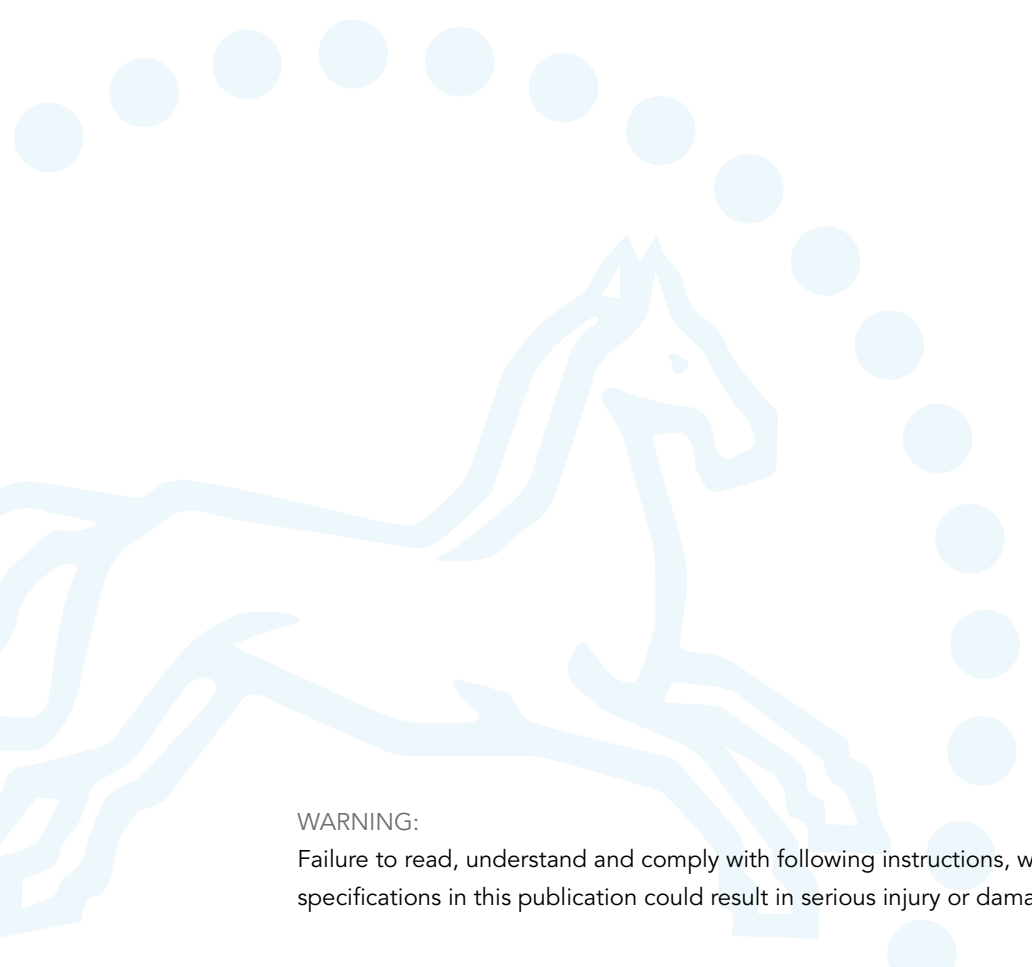 WARNING:
Failure to read, understand and comply with following instructions,
specifications in this publication could result in serious injury or